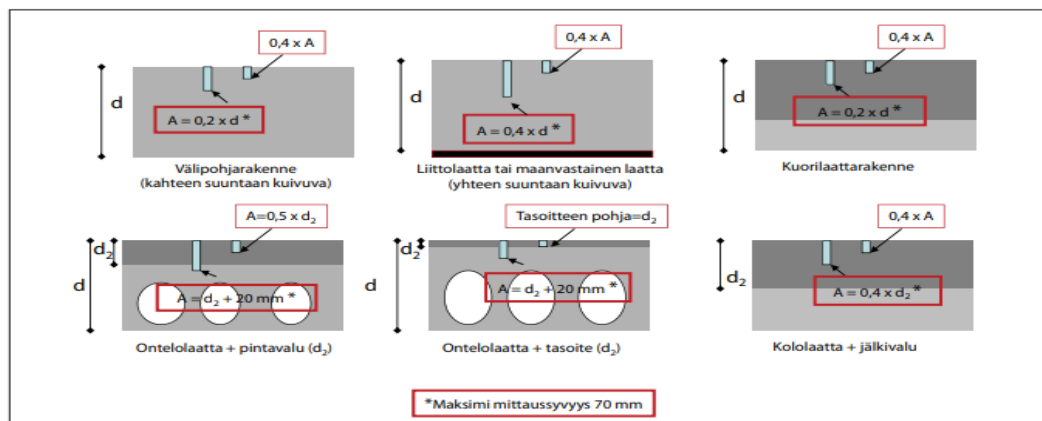 0,4 x A
d
A = 0,2 x d *
Välipohjarakenne
(kahteen suuntaan kuivuva)
0,4 x A
d
A = 0,4 x d *
Liittolaatta tai maanvastainen laatta
(yhteen suuntaan kuivuva)
0,4 x A
d
A = 0,2 x d *
Kuorilaattarakenne
A=0,5 x d₂
d₂
d
A = d₂ + 20 mm *
Ontelolaatta + pintavalu (d₂)
Tasoitteen pohja=d₂
d₂
d
A = d₂ + 20 mm *
Ontelolaatta + tasoite (d₂)
0,4 x A
d₂
A = 0,4 x d₂ *
Kololaatta + jälkivalu
*Maksimi mittaussyvyys 70 mm